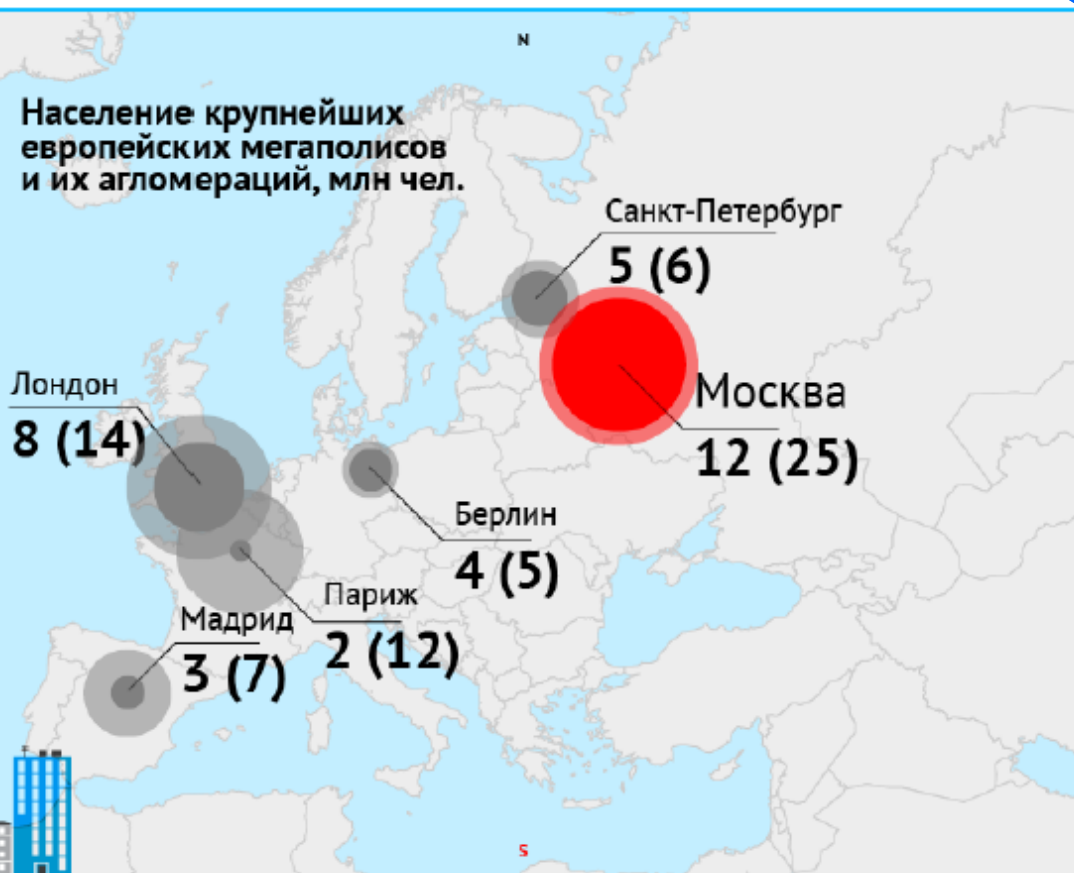 N
Население крупнейших
европейских мегаполисов
и их агломераций, млн чел.
Санкт-Петербург
5 (6)
Лондон
8 (14)
Москва
12 (25)
Берлин
4 (5)
Париж
2 (12)
Мадрид
3 (7)
S